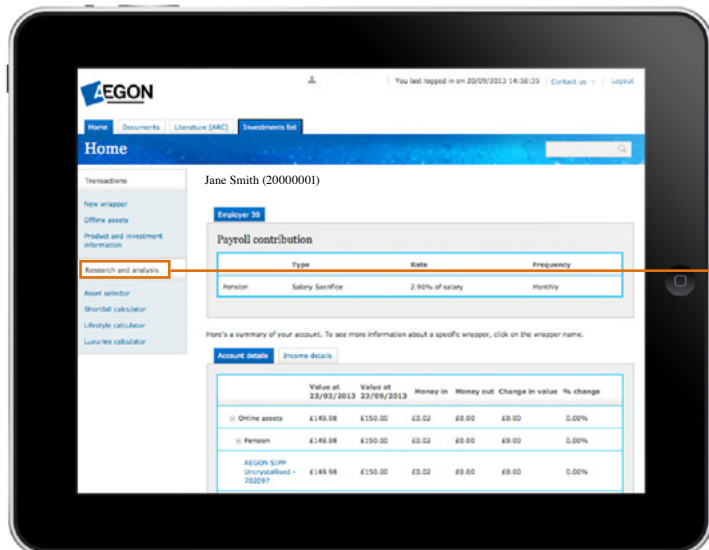 AEGON
You last logged in on 20/09/2013 14:58:35 Contact us Logout
Home Documents Literature (ARC) Investments list
Home
Transactions
New wrapper
Offline assets
Product and investment
information
Research and analysis
Asset selector
Shortfall calculator
Lifestyle calculator
Luxuries calculator
Jane Smith (20000001)
Employer 30
Payroll contribution
Type Rate Frequency
Pension Salary Sacrifice 2.90% of salary Monthly
Here's a summary of your account. To see more information about a specific wrapper, click on the wrapper name.
Account details Income details
Value at 23/03/2013 Value at 23/09/2013 Money in Money out Change in value % change
Online assets £149.98 £150.00 £0.02 £0.00 £0.00 0.00%
Pension £149.98 £150.00 £0.02 £0.00 £0.00 0.00%
AEGON SIPP Uncrystallised - 702097 £149.98 £150.00 £0.02 £0.00 £0.00 0.00%